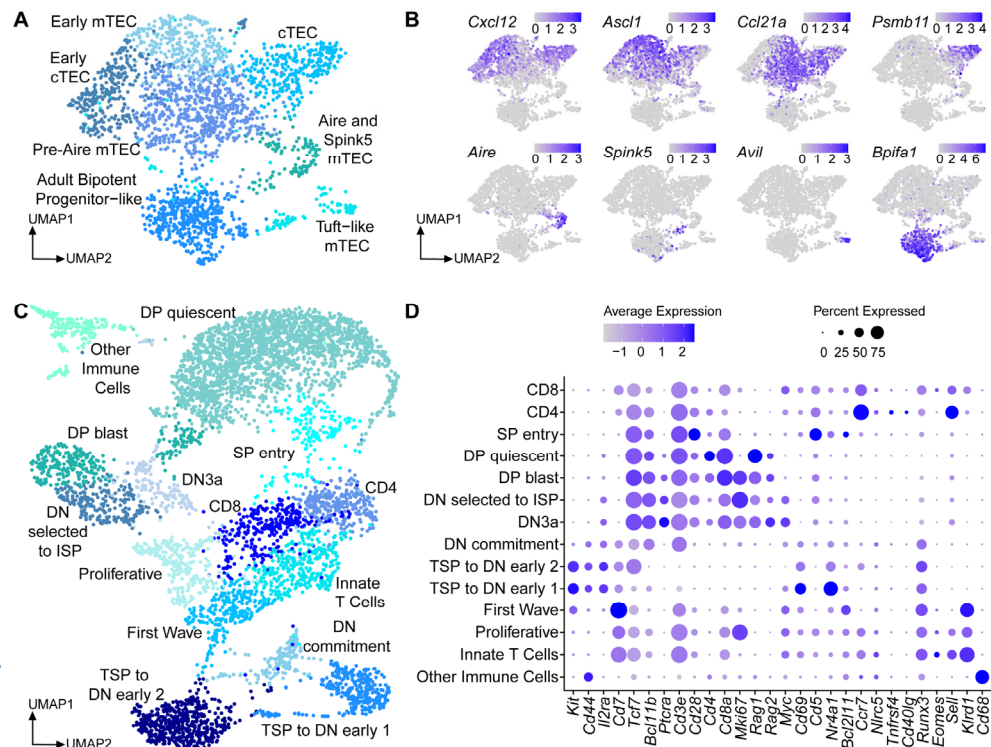 A
Early mTEC
cTEC
Early
cTEC
Aire and
Spink5
mTEC
Pre-Aire mTEC
Adult Bipotent
Progenitor−like
Tuft−like
mTEC
UMAP1
UMAP2
B
Cxcl12
0 1 2 3
Ascl1
0 1 2 3
Ccl21a
0 1 2 3 4
Psmb11
0 1 2 3 4
Aire
0 1 2 3
Spink5
0 1 2 3
Avil
0 1 2 3
Bpifa1
0 2 4 6
UMAP1
UMAP2
C
DP quiescent
Other
Immune
Cells
DP blast
SP entry
DN3a
CD4
CD8
DN
selected
to ISP
Proliferative
Innate
T Cells
First Wave
DN
commitment
TSP to
DN early 2
TSP to DN early 1
UMAP1
D
Average Expression
−1 0 1 2
Percent Expressed
0 25 50 75
CD8
CD4
SP entry
DP quiescent
DP blast
DN selected to ISP
DN3a
DN commitment
TSP to DN early 2
TSP to DN early 1
First Wave
Proliferative
Innate T Cells
Other Immune Cells
Kit
Cd44
Il2ra
Cd7
Tcf7
Bcl11b
Ptcra
Cd3e
Cd28
Cd4
Cd8a
Mki67
Rag1
Rag2
Myc
Cd69
Cd5
Nr4a1
Bcl2l11
Ccr7
Nlrc5
Tnfrsf4
Cd40lg
Runx3
Eomes
Sell
Klrd1
Cd68